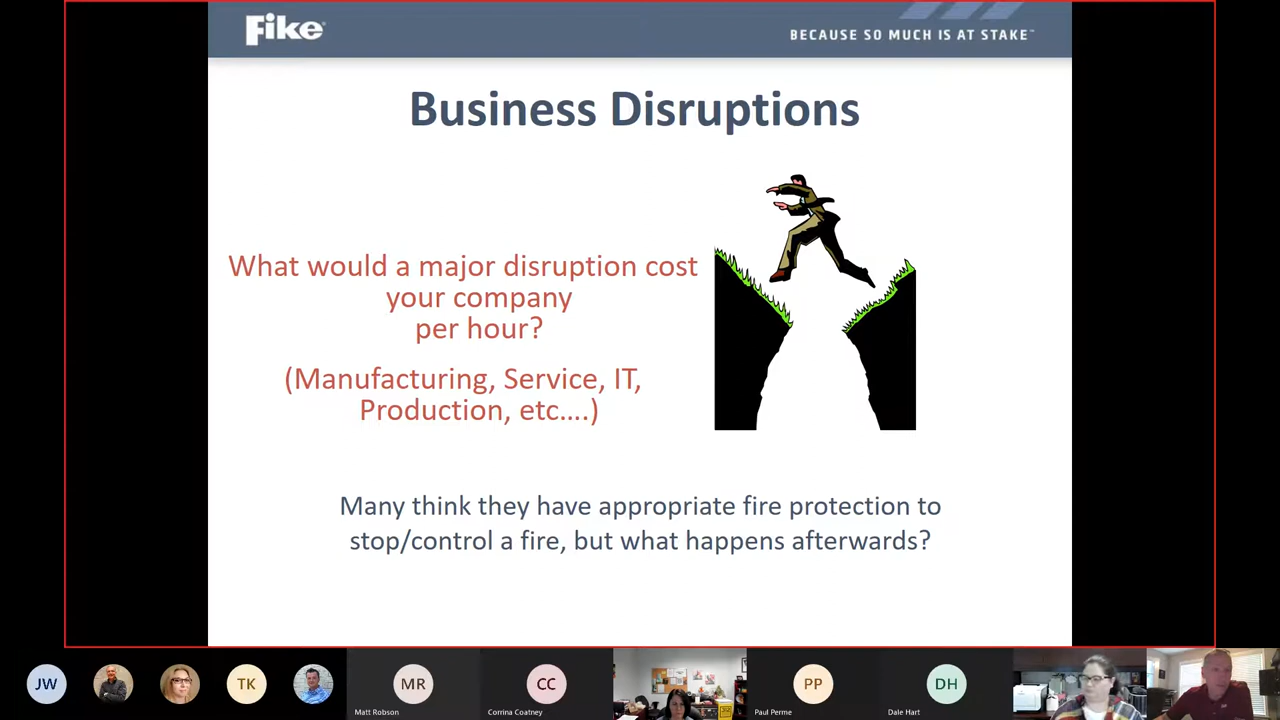 Fike
BECAUSE SO MUCH IS AT STAKE™
Business Disruptions
What would a major disruption cost
your company
per hour?
(Manufacturing, Service, IT,
Production, etc….)
Many think they have appropriate fire protection to
stop/control a fire, but what happens afterwards?
JW
TK
MR
CC
PP
DH
Matt Robson
Corrina Coatney
Paul Perme
Dale Hart